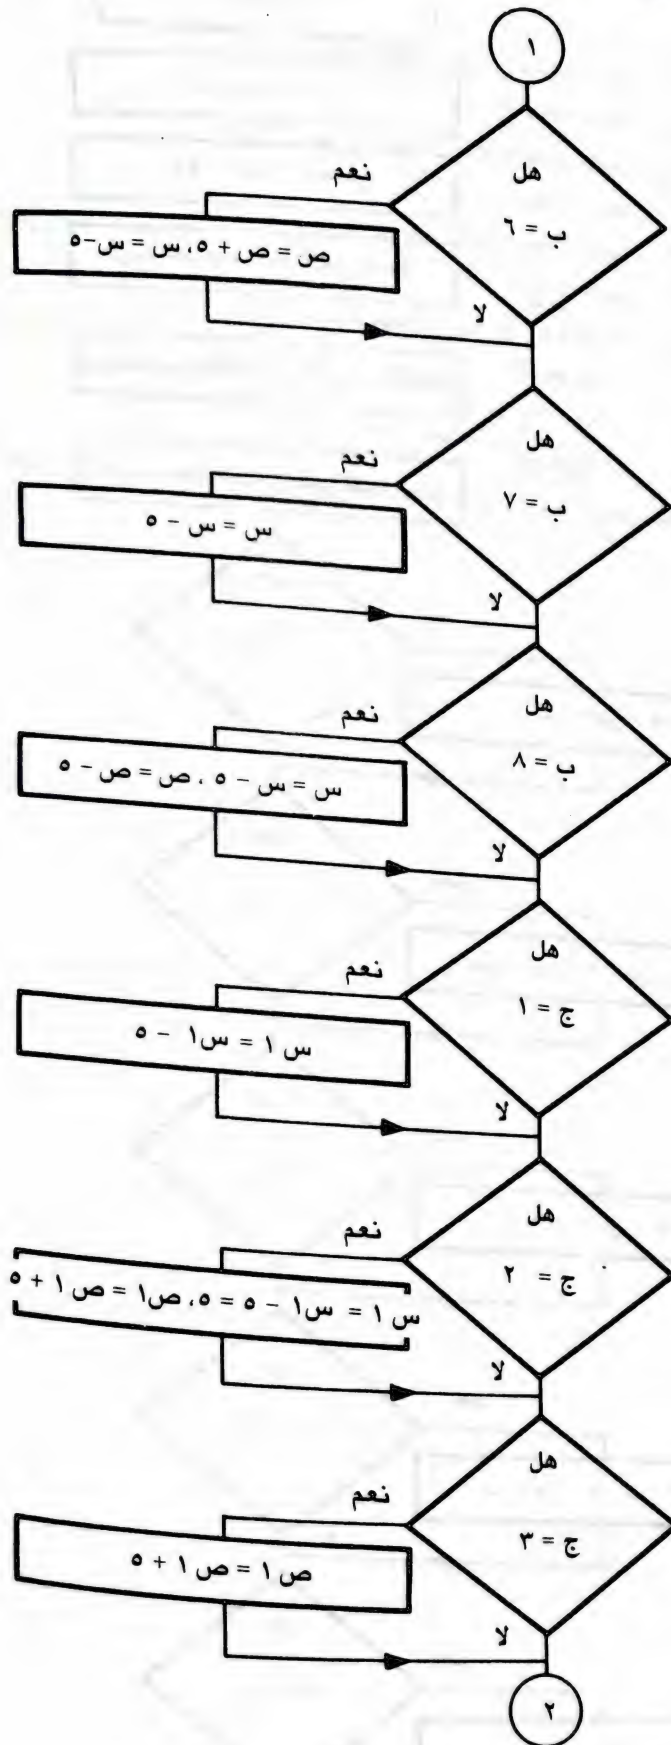 ١
هل
ب = ٦
نعم
ص = ص + ٥، س = س-٥
لا
هل
ب = ٧
نعم
س = س - ٥
لا
هل
ب = ٨
نعم
س = س - ٥ ، ص = ص - ٥
لا
هل
ج = ١
نعم
س ١ = س١ - ٥
لا
هل
ج = ٢
نعم
س ١ = س١ - ٥ = ٥، ص١ = ص ١ + ٥
لا
هل
ج = ٣
نعم
ص ١ = ص ١ + ٥
لا
٢